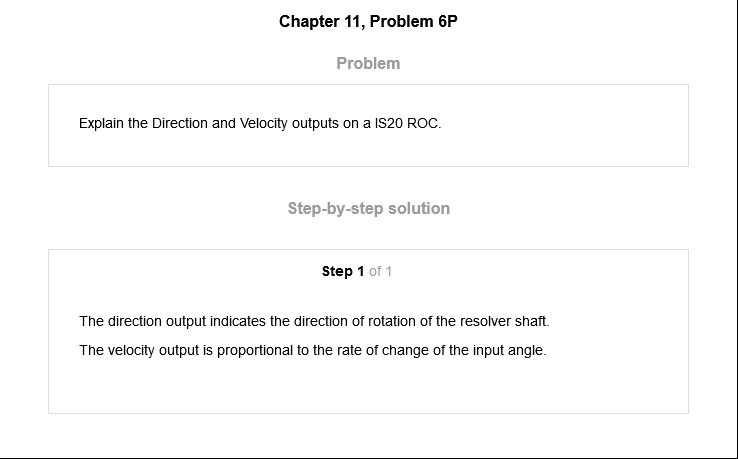 Chapter 11, Problem 6P
Problem
Explain the Direction and Velocity outputs on a IS20 ROC.
Step-by-step solution
Step 1 of 1
The direction output indicates the direction of rotation of the resolver shaft.
The velocity output is proportional to the rate of change of the input angle.